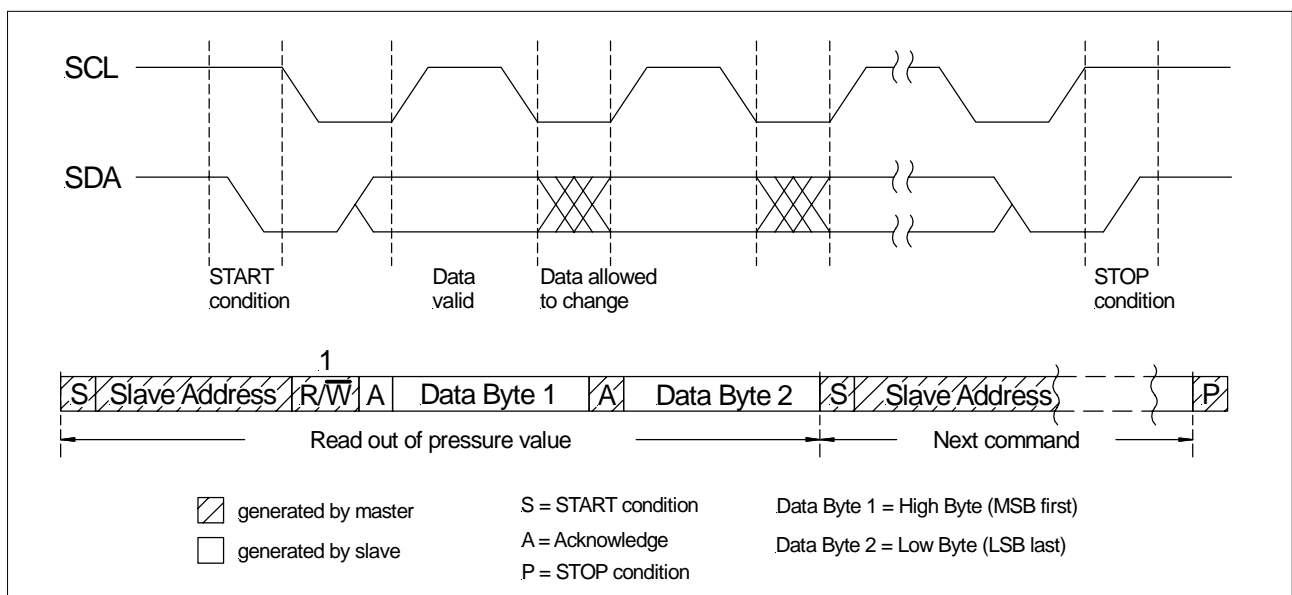 SCL
SDA
START
condition
Data
valid
Data allowed
to change
STOP
condition
1
S Slave Address R/W̅ A Data Byte 1 A Data Byte 2 S Slave Address P
Read out of pressure value
Next command
generated by master
generated by slave
S = START condition
A = Acknowledge
P = STOP condition
Data Byte 1 = High Byte (MSB first)
Data Byte 2 = Low Byte (LSB last)